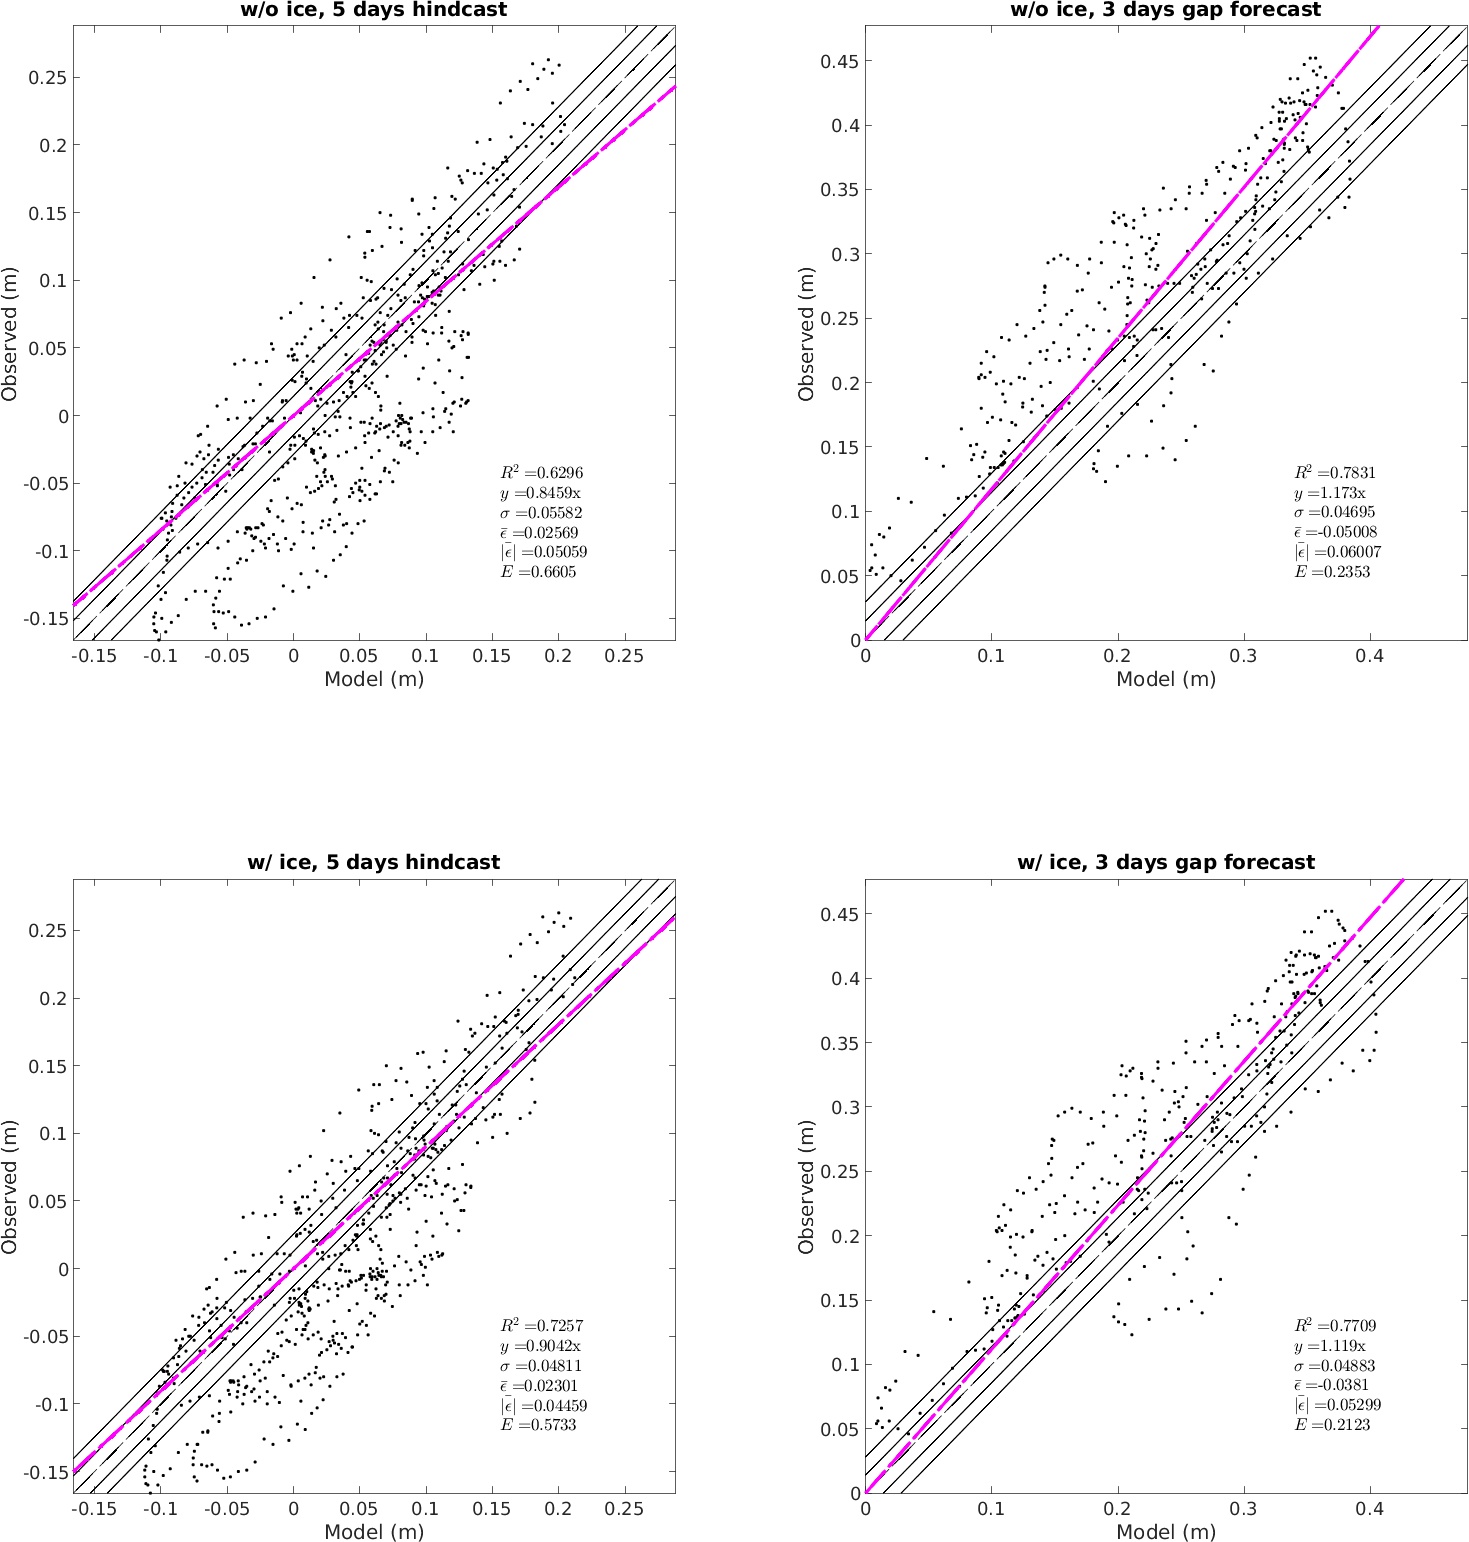 w/o ice, 5 days hindcast
0.25
0.2
0.15
0.1
0.05
0
-0.05
-0.1
-0.15
Observed (m)
R² =0.6296
y =0.8459x
σ =0.05582
ε̄ =0.02569
|ε̄| =0.05059
E =0.6605
-0.15 -0.1 -0.05 0 0.05 0.1 0.15 0.2 0.25
Model (m)
w/o ice, 3 days gap forecast
0.45
0.4
0.35
0.3
0.25
0.2
0.15
0.1
0.05
0
Observed (m)
R² =0.7831
y =1.173x
σ =0.04695
ε̄ =-0.05008
|ε̄| =0.06007
E =0.2353
0 0.1 0.2 0.3 0.4
Model (m)
w/ ice, 5 days hindcast
0.25
0.2
0.15
0.1
0.05
0
-0.05
-0.1
-0.15
Observed (m)
R² =0.7257
y =0.9042x
σ =0.04811
ε̄ =0.02301
|ε̄| =0.04459
E =0.5733
-0.15 -0.1 -0.05 0 0.05 0.1 0.15 0.2 0.25
Model (m)
w/ ice, 3 days gap forecast
0.45
0.4
0.35
0.3
0.25
0.2
0.15
0.1
0.05
0
Observed (m)
R² =0.7709
y =1.119x
σ =0.04883
ε̄ =-0.0381
|ε̄| =0.05299
E =0.2123
0 0.1 0.2 0.3 0.4
Model (m)